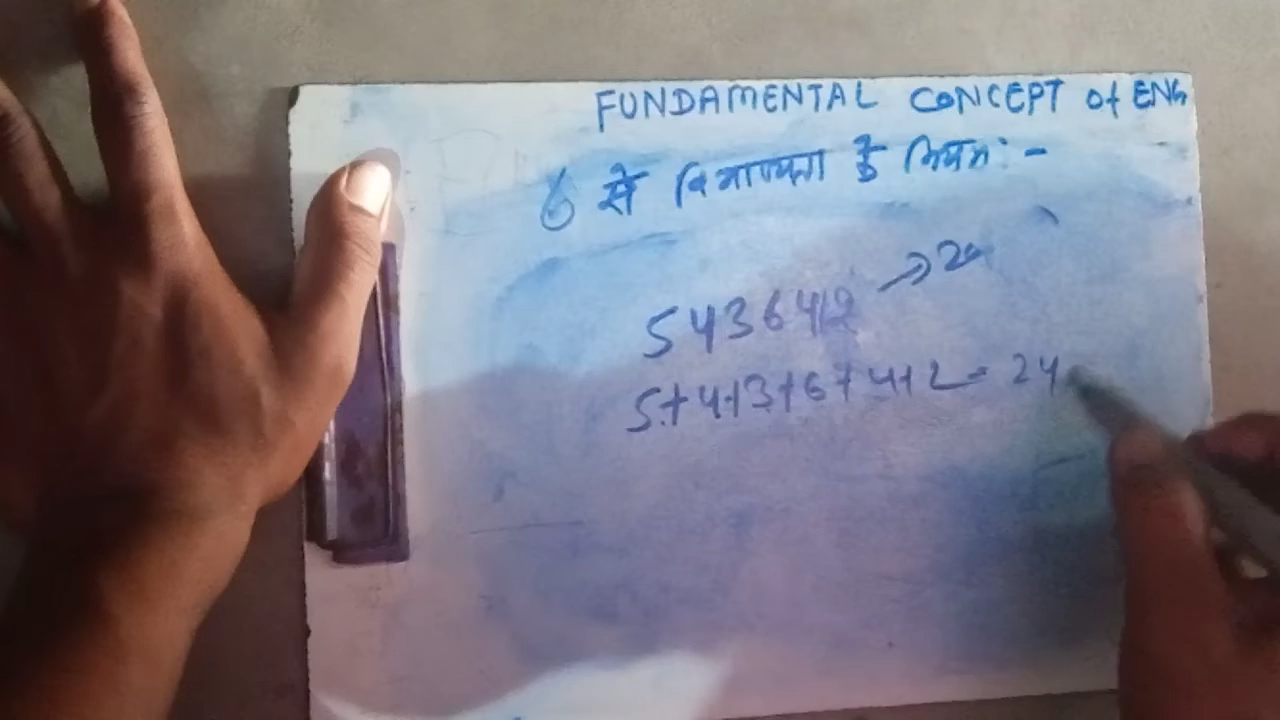 FUNDAMENTAL CONCEPT of ENG
6 से विभाज्यता के नियम :-
543642 → 24
5+4+3+6+4+2 = 24